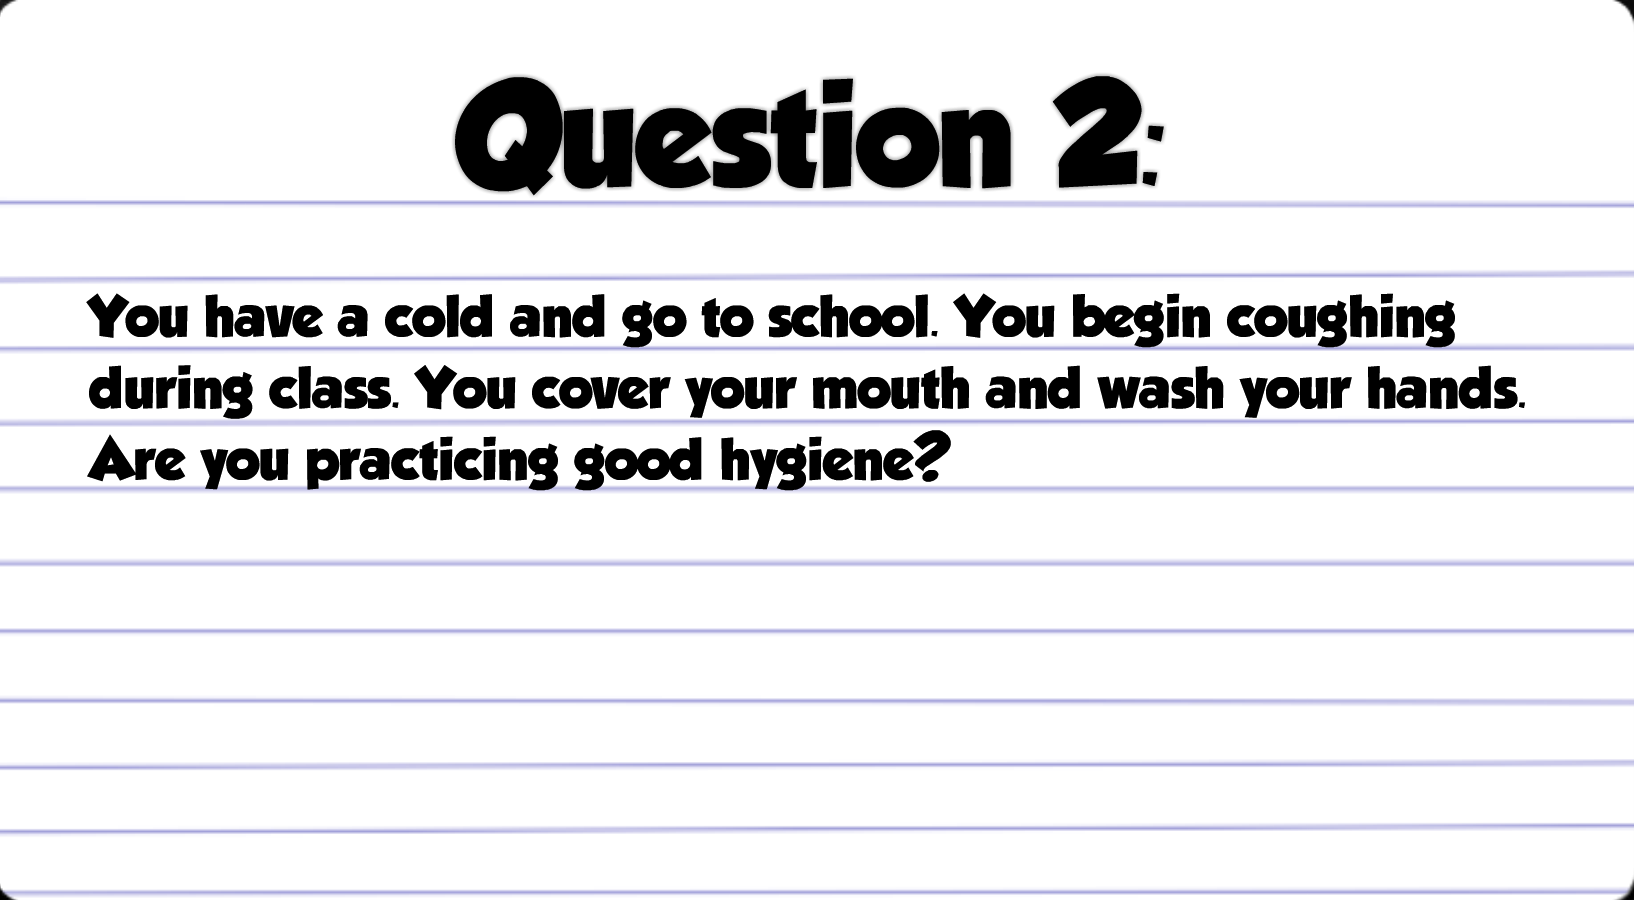 Question 2:
You have a cold and go to school. You begin coughing
during class. You cover your mouth and wash your hands.
Are you practicing good hygiene?